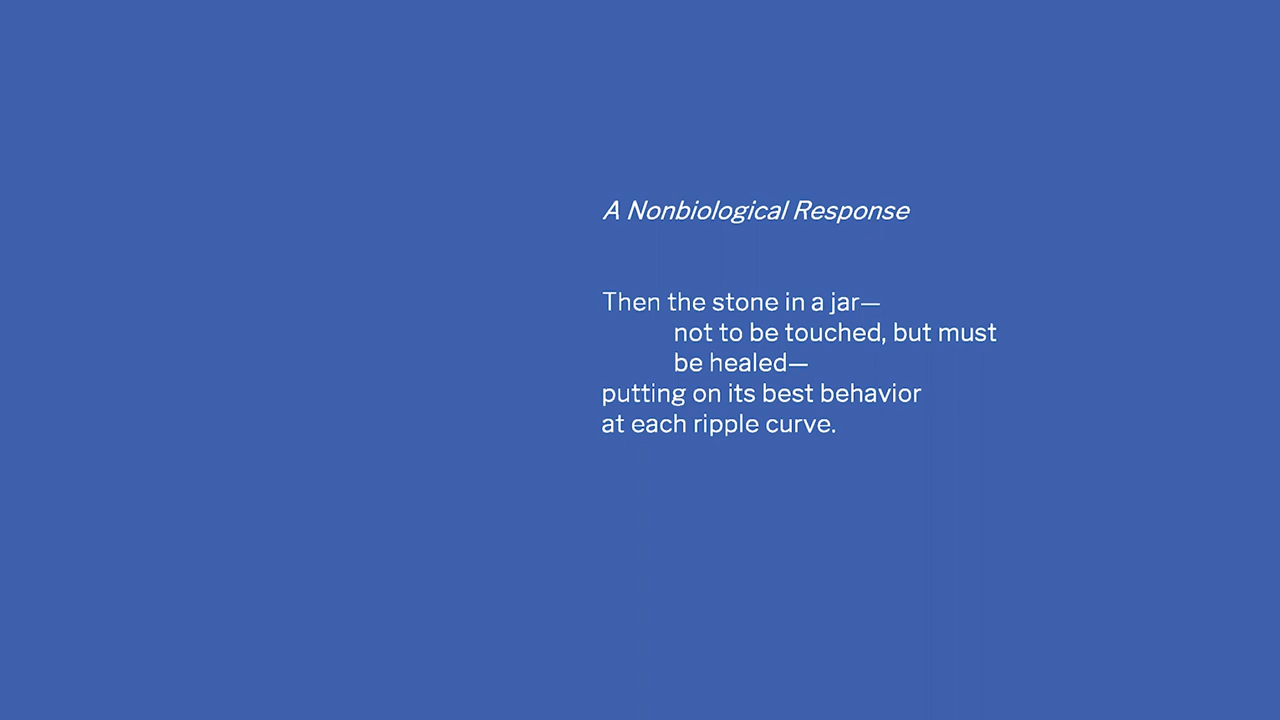 A Nonbiological Response
Then the stone in a jar—
not to be touched, but must
be healed—
putting on its best behavior
at each ripple curve.